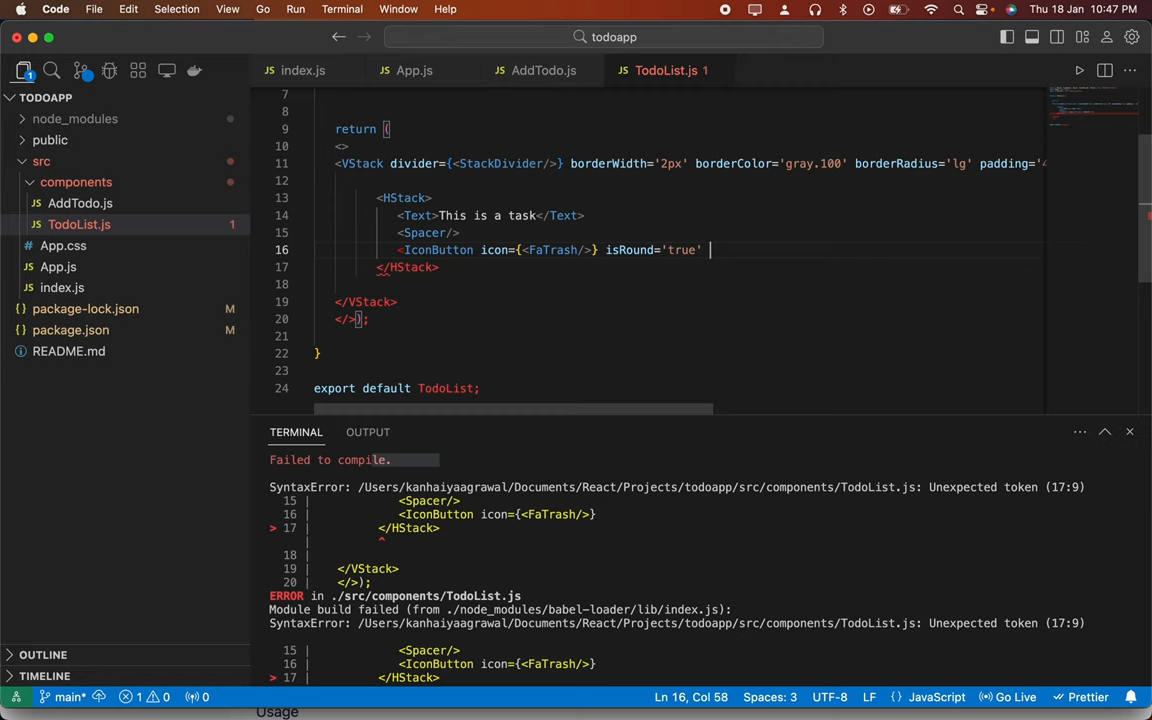 Code File Edit Selection View Go Run Terminal Window Help Thu 18 Jan 10:47 PM
todoapp
1
index.js App.js AddTodo.js TodoList.js 1
TODOAPP
node_modules
public
src
components
AddTodo.js
TodoList.js 1
App.css
App.js
index.js
package-lock.json M
package.json M
README.md
OUTLINE
TIMELINE
7
8
9 return (
10 <>
11 <VStack divider={<StackDivider/>} borderWidth='2px' borderColor='gray.100' borderRadius='lg' padding='4
12
13 <HStack>
14 <Text>This is a task</Text>
15 <Spacer/>
16 <IconButton icon={<FaTrash/>} isRound='true'
17 </HStack>
18
19 </VStack>
20 </>);
21
22 }
23
24 export default TodoList;
TERMINAL OUTPUT
Failed to compile.
SyntaxError: /Users/kanhaiyaagrawal/Documents/React/Projects/todoapp/src/components/TodoList.js: Unexpected token (17:9)
15 | <Spacer/>
16 | <IconButton icon={<FaTrash/>}
> 17 | </HStack>
| ^
18 |
19 | </VStack>
20 | </>);
ERROR in ./src/components/TodoList.js
Module build failed (from ./node_modules/babel-loader/lib/index.js):
SyntaxError: /Users/kanhaiyaagrawal/Documents/React/Projects/todoapp/src/components/TodoList.js: Unexpected token (17:9)
15 | <Spacer/>
16 | <IconButton icon={<FaTrash/>}
> 17 | </HStack>
main* 1 0 0 Ln 16, Col 58 Spaces: 3 UTF-8 LF {} JavaScript Go Live Prettier
Usage